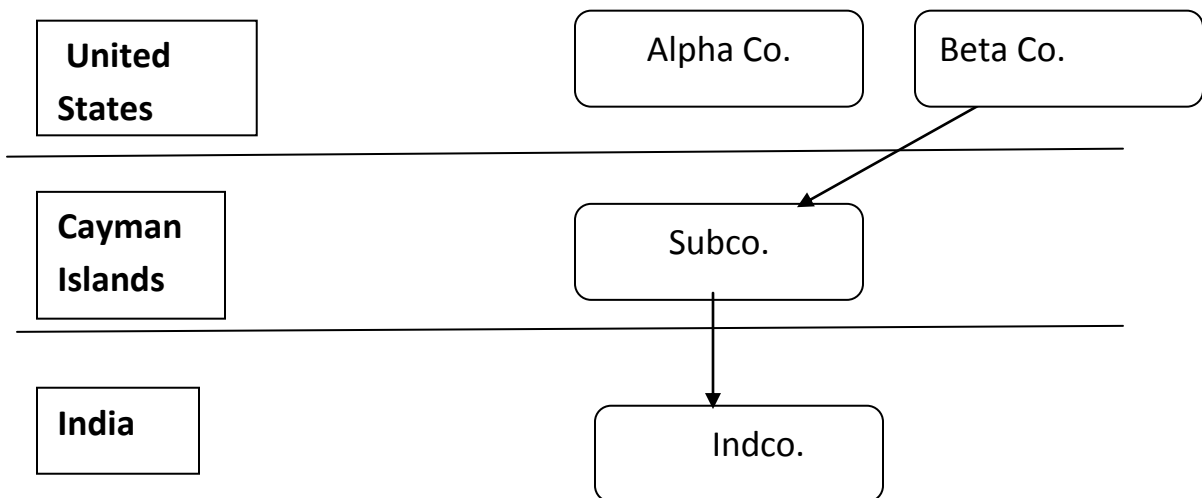 United
States
Alpha Co.
Beta Co.
Cayman
Islands
Subco.
India
Indco.